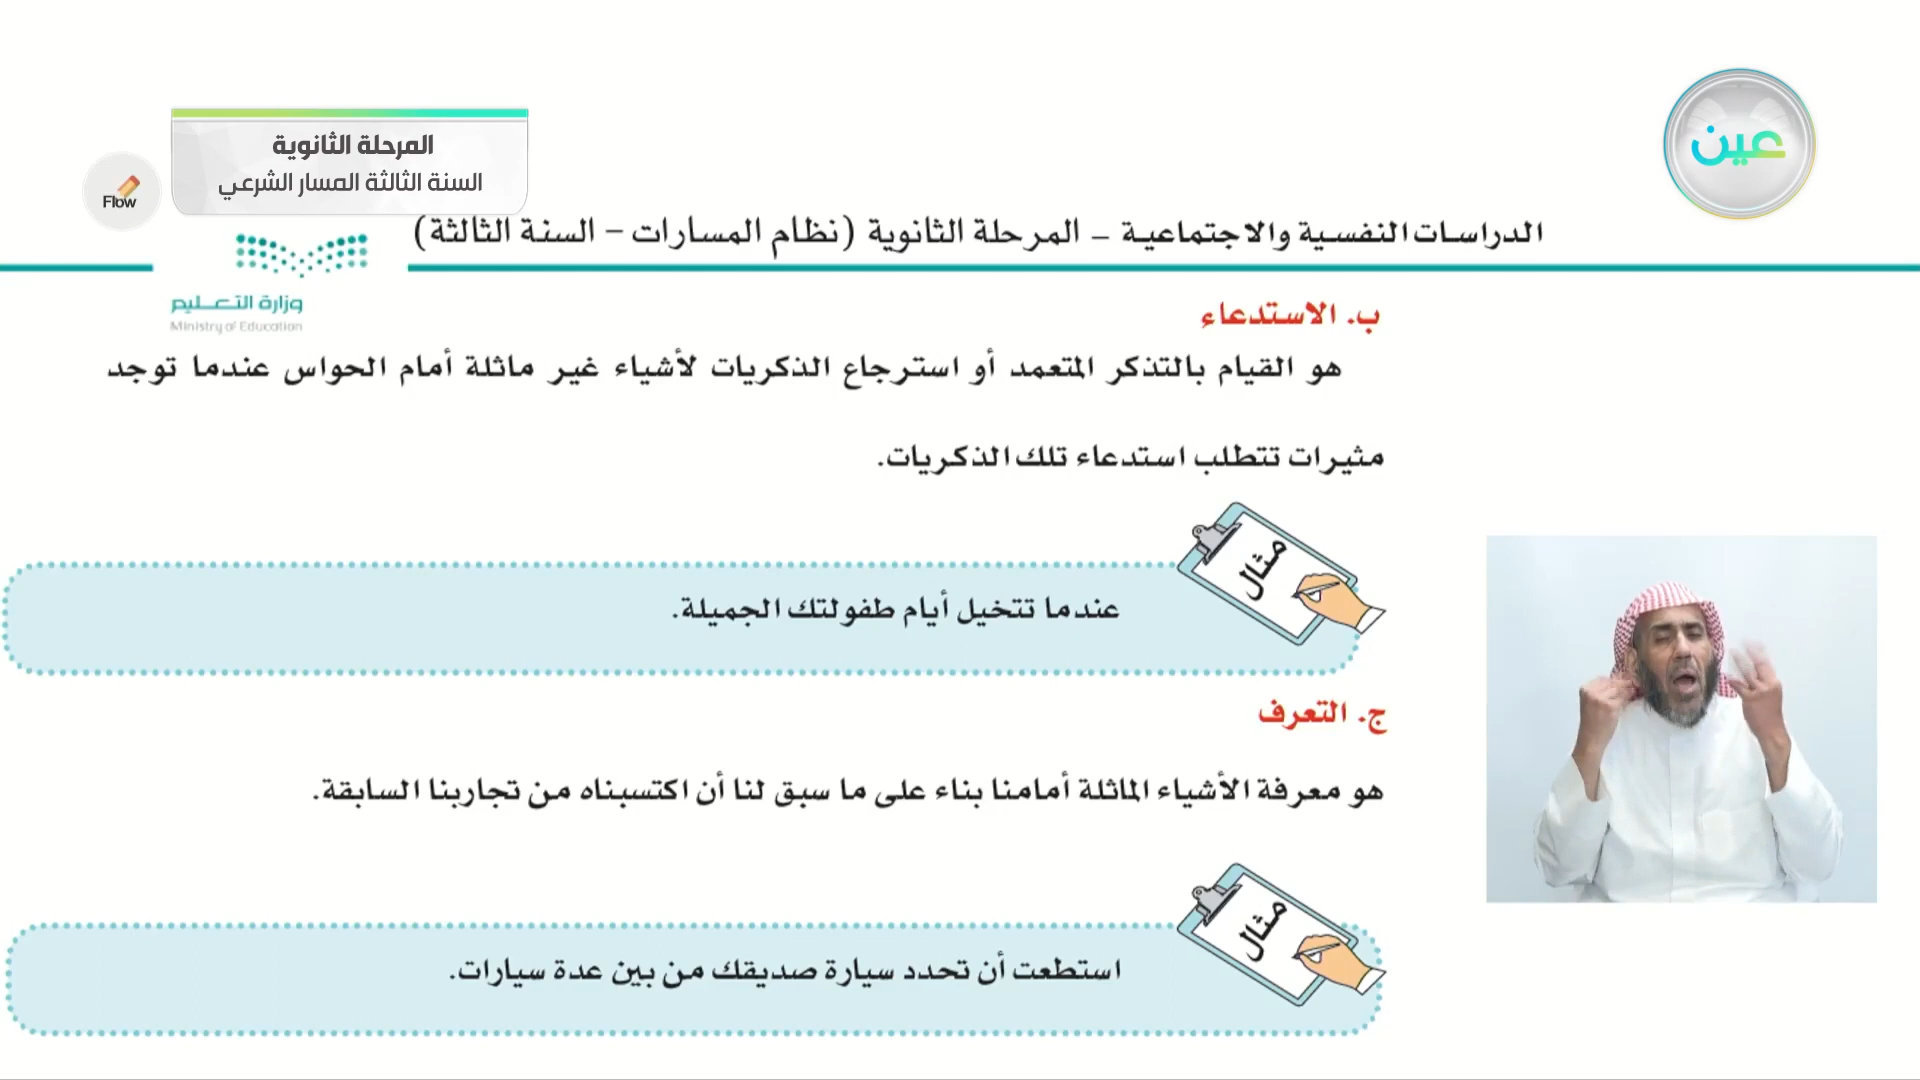 عين
المرحلة الثانوية
السنة الثالثة المسار الشرعي
Flow
الدراسات النفسية والاجتماعية – المرحلة الثانوية (نظام المسارات – السنة الثالثة)
وزارة التعليم
Ministry of Education
ب. الاستدعاء
هو القيام بالتذكر المتعمد أو استرجاع الذكريات لأشياء غير ماثلة أمام الحواس عندما توجد
مثيرات تتطلب استدعاء تلك الذكريات.
مثال
عندما تتخيل أيام طفولتك الجميلة.
ج. التعرف
هو معرفة الأشياء الماثلة أمامنا بناء على ما سبق لنا أن اكتسبناه من تجاربنا السابقة.
مثال
استطعت أن تحدد سيارة صديقك من بين عدة سيارات.